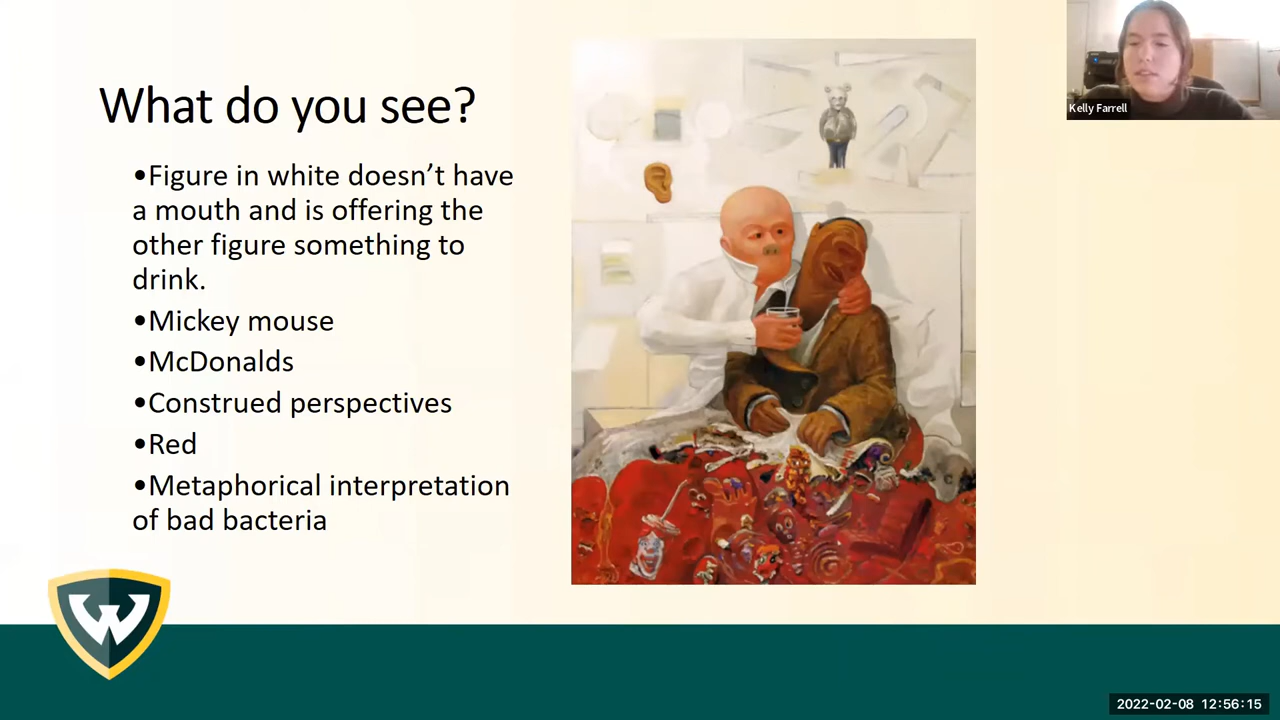 What do you see?
•Figure in white doesn’t have
a mouth and is offering the
other figure something to
drink.
•Mickey mouse
•McDonalds
•Construed perspectives
•Red
•Metaphorical interpretation
of bad bacteria
Kelly Farrell
W
2022-02-08 12:56:15